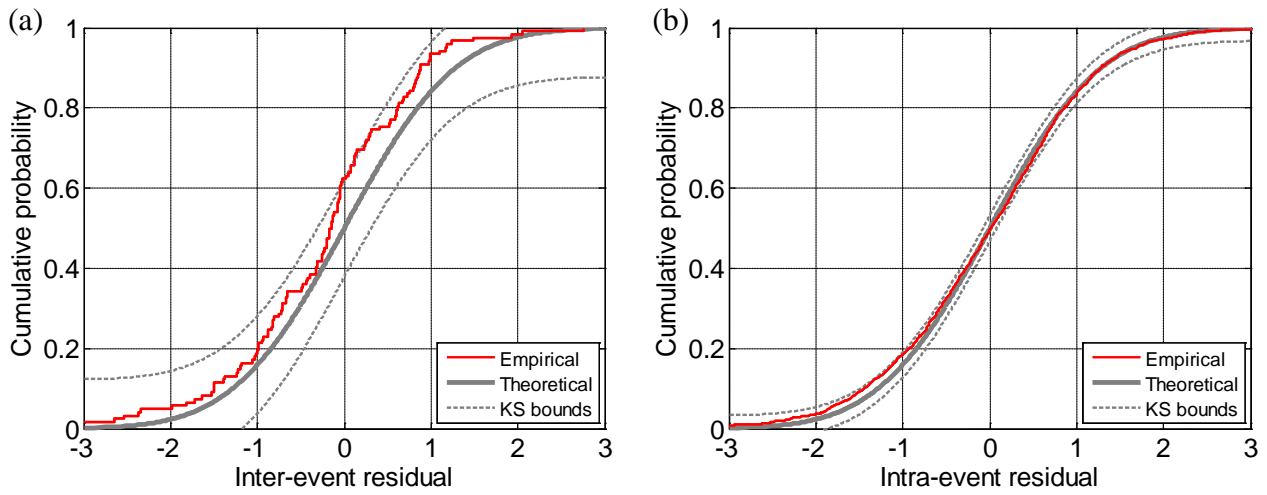 (a)
Cumulative probability
1
0.8
0.6
0.4
0.2
0
-3 -2 -1 0 1 2 3
Inter-event residual
Empirical
Theoretical
KS bounds
(b)
Cumulative probability
1
0.8
0.6
0.4
0.2
0
-3 -2 -1 0 1 2 3
Intra-event residual
Empirical
Theoretical
KS bounds